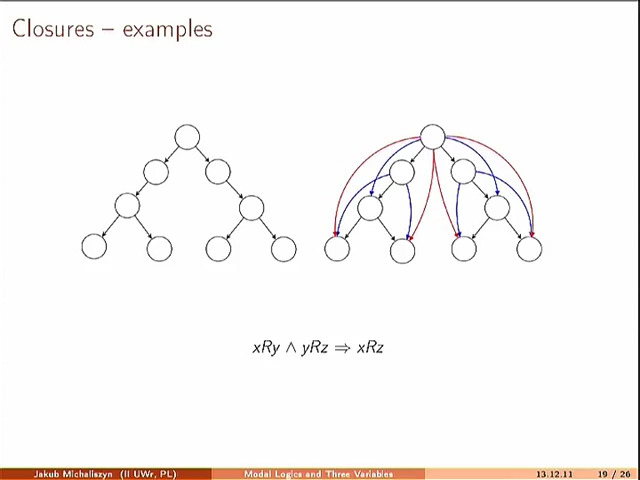 Closures – examples
xRy ∧ yRz ⇒ xRz
Jakub Michaliszyn (II UWr, PL) Modal Logics and Three Variables 13.12.11 19 / 26